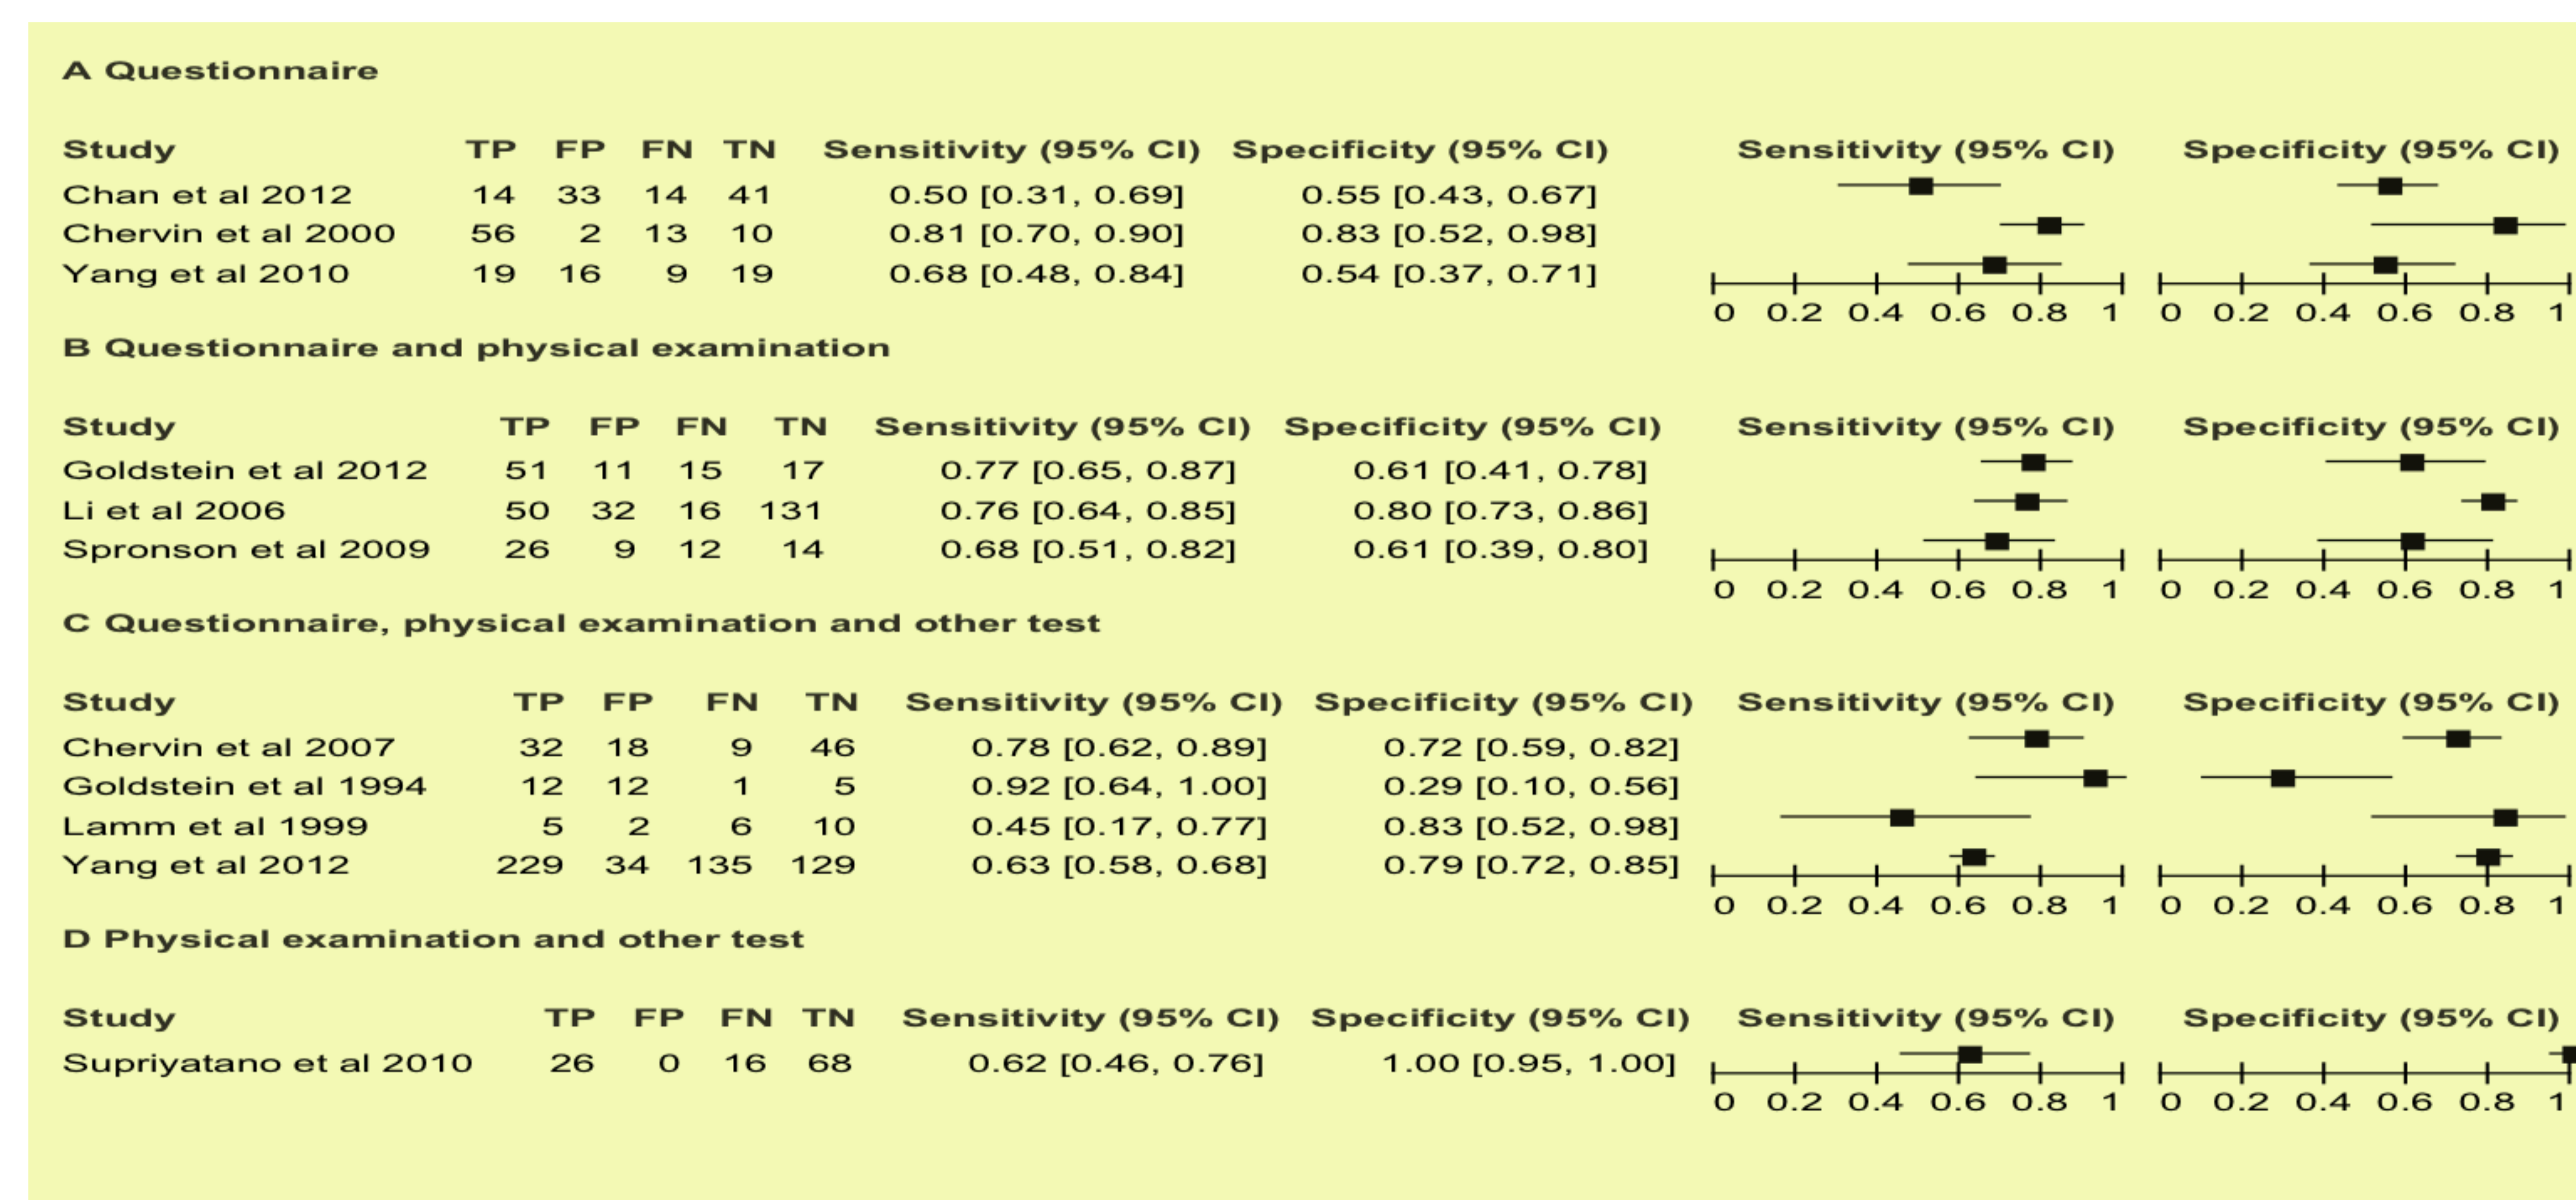 A Questionnaire
Study TP FP FN TN Sensitivity (95% CI) Specificity (95% CI) Sensitivity (95% CI) Specificity (95% CI)
Chan et al 2012 14 33 14 41 0.50 [0.31, 0.69] 0.55 [0.43, 0.67]
Chervin et al 2000 56 2 13 10 0.81 [0.70, 0.90] 0.83 [0.52, 0.98]
Yang et al 2010 19 16 9 19 0.68 [0.48, 0.84] 0.54 [0.37, 0.71]
0 0.2 0.4 0.6 0.8 1 0 0.2 0.4 0.6 0.8 1
B Questionnaire and physical examination
Study TP FP FN TN Sensitivity (95% CI) Specificity (95% CI) Sensitivity (95% CI) Specificity (95% CI)
Goldstein et al 2012 51 11 15 17 0.77 [0.65, 0.87] 0.61 [0.41, 0.78]
Li et al 2006 50 32 16 131 0.76 [0.64, 0.85] 0.80 [0.73, 0.86]
Spronson et al 2009 26 9 12 14 0.68 [0.51, 0.82] 0.61 [0.39, 0.80]
0 0.2 0.4 0.6 0.8 1 0 0.2 0.4 0.6 0.8 1
C Questionnaire, physical examination and other test
Study TP FP FN TN Sensitivity (95% CI) Specificity (95% CI) Sensitivity (95% CI) Specificity (95% CI)
Chervin et al 2007 32 18 9 46 0.78 [0.62, 0.89] 0.72 [0.59, 0.82]
Goldstein et al 1994 12 12 1 5 0.92 [0.64, 1.00] 0.29 [0.10, 0.56]
Lamm et al 1999 5 2 6 10 0.45 [0.17, 0.77] 0.83 [0.52, 0.98]
Yang et al 2012 229 34 135 129 0.63 [0.58, 0.68] 0.79 [0.72, 0.85]
0 0.2 0.4 0.6 0.8 1 0 0.2 0.4 0.6 0.8 1
D Physical examination and other test
Study TP FP FN TN Sensitivity (95% CI) Specificity (95% CI) Sensitivity (95% CI) Specificity (95% CI)
Supriyatano et al 2010 26 0 16 68 0.62 [0.46, 0.76] 1.00 [0.95, 1.00]
0 0.2 0.4 0.6 0.8 1 0 0.2 0.4 0.6 0.8 1